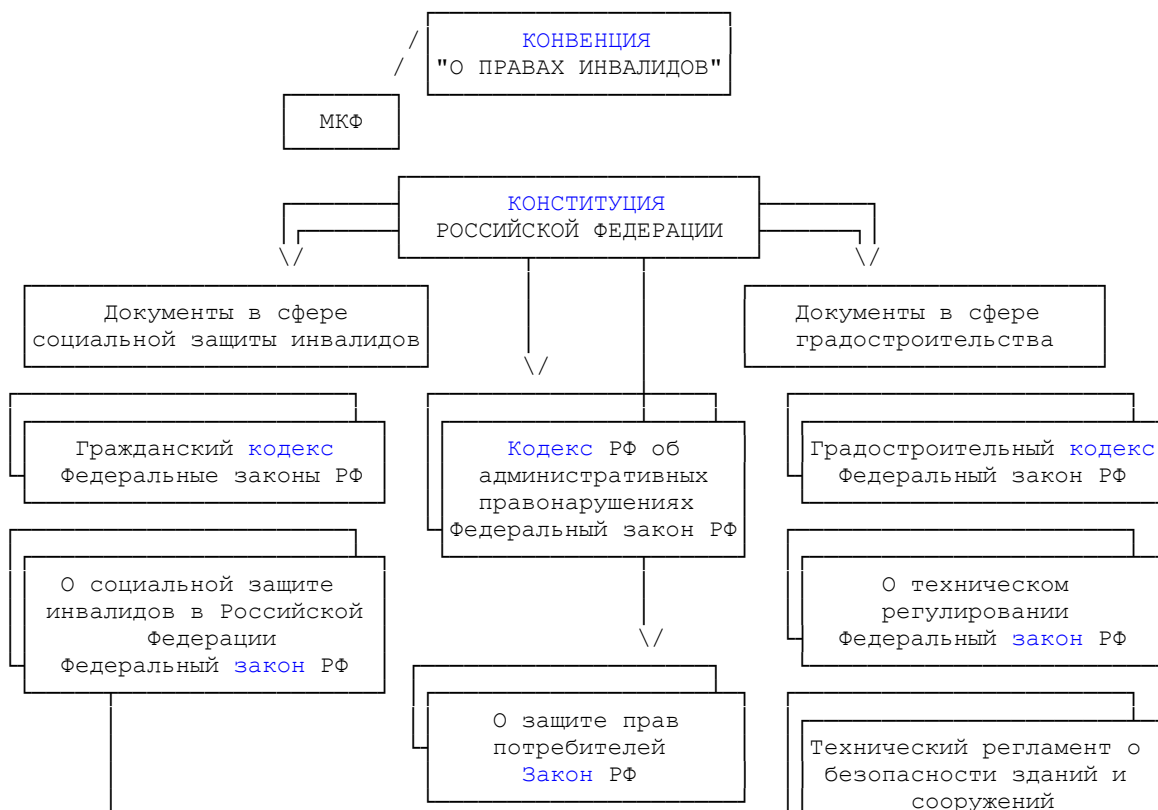 КОНВЕНЦИЯ
"О ПРАВАХ ИНВАЛИДОВ"
МКФ
КОНСТИТУЦИЯ
РОССИЙСКОЙ ФЕДЕРАЦИИ
Документы в сфере
социальной защиты инвалидов
Документы в сфере
градостроительства
Гражданский кодекс
Федеральные законы РФ
Кодекс РФ об
административных
правонарушениях
Федеральный закон РФ
Градостроительный кодекс
Федеральный закон РФ
О социальной защите
инвалидов в Российской
Федерации
Федеральный закон РФ
О техническом
регулировании
Федеральный закон РФ
О защите прав
потребителей
Закон РФ
Технический регламент о
безопасности зданий и
сооружений